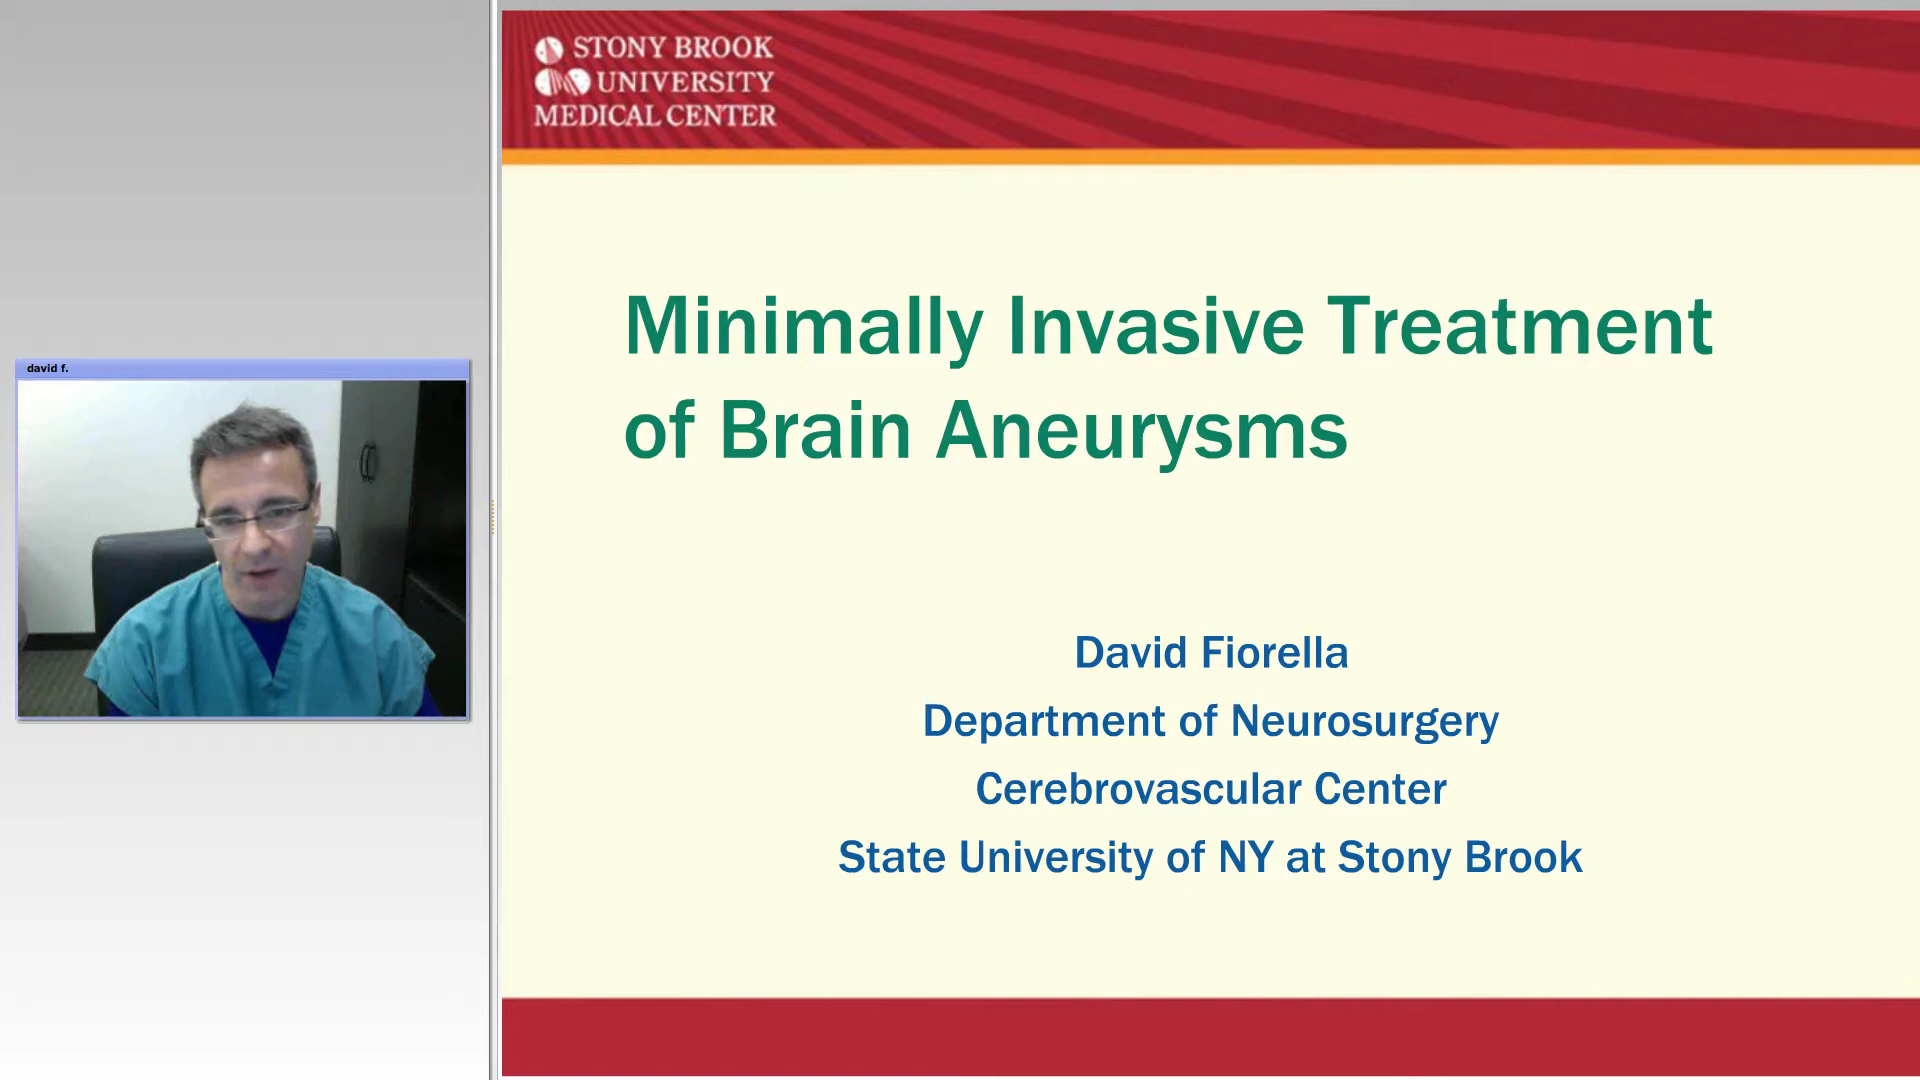 STONY BROOK
UNIVERSITY
MEDICAL CENTER
david f.
Minimally Invasive Treatment
of Brain Aneurysms
David Fiorella
Department of Neurosurgery
Cerebrovascular Center
State University of NY at Stony Brook